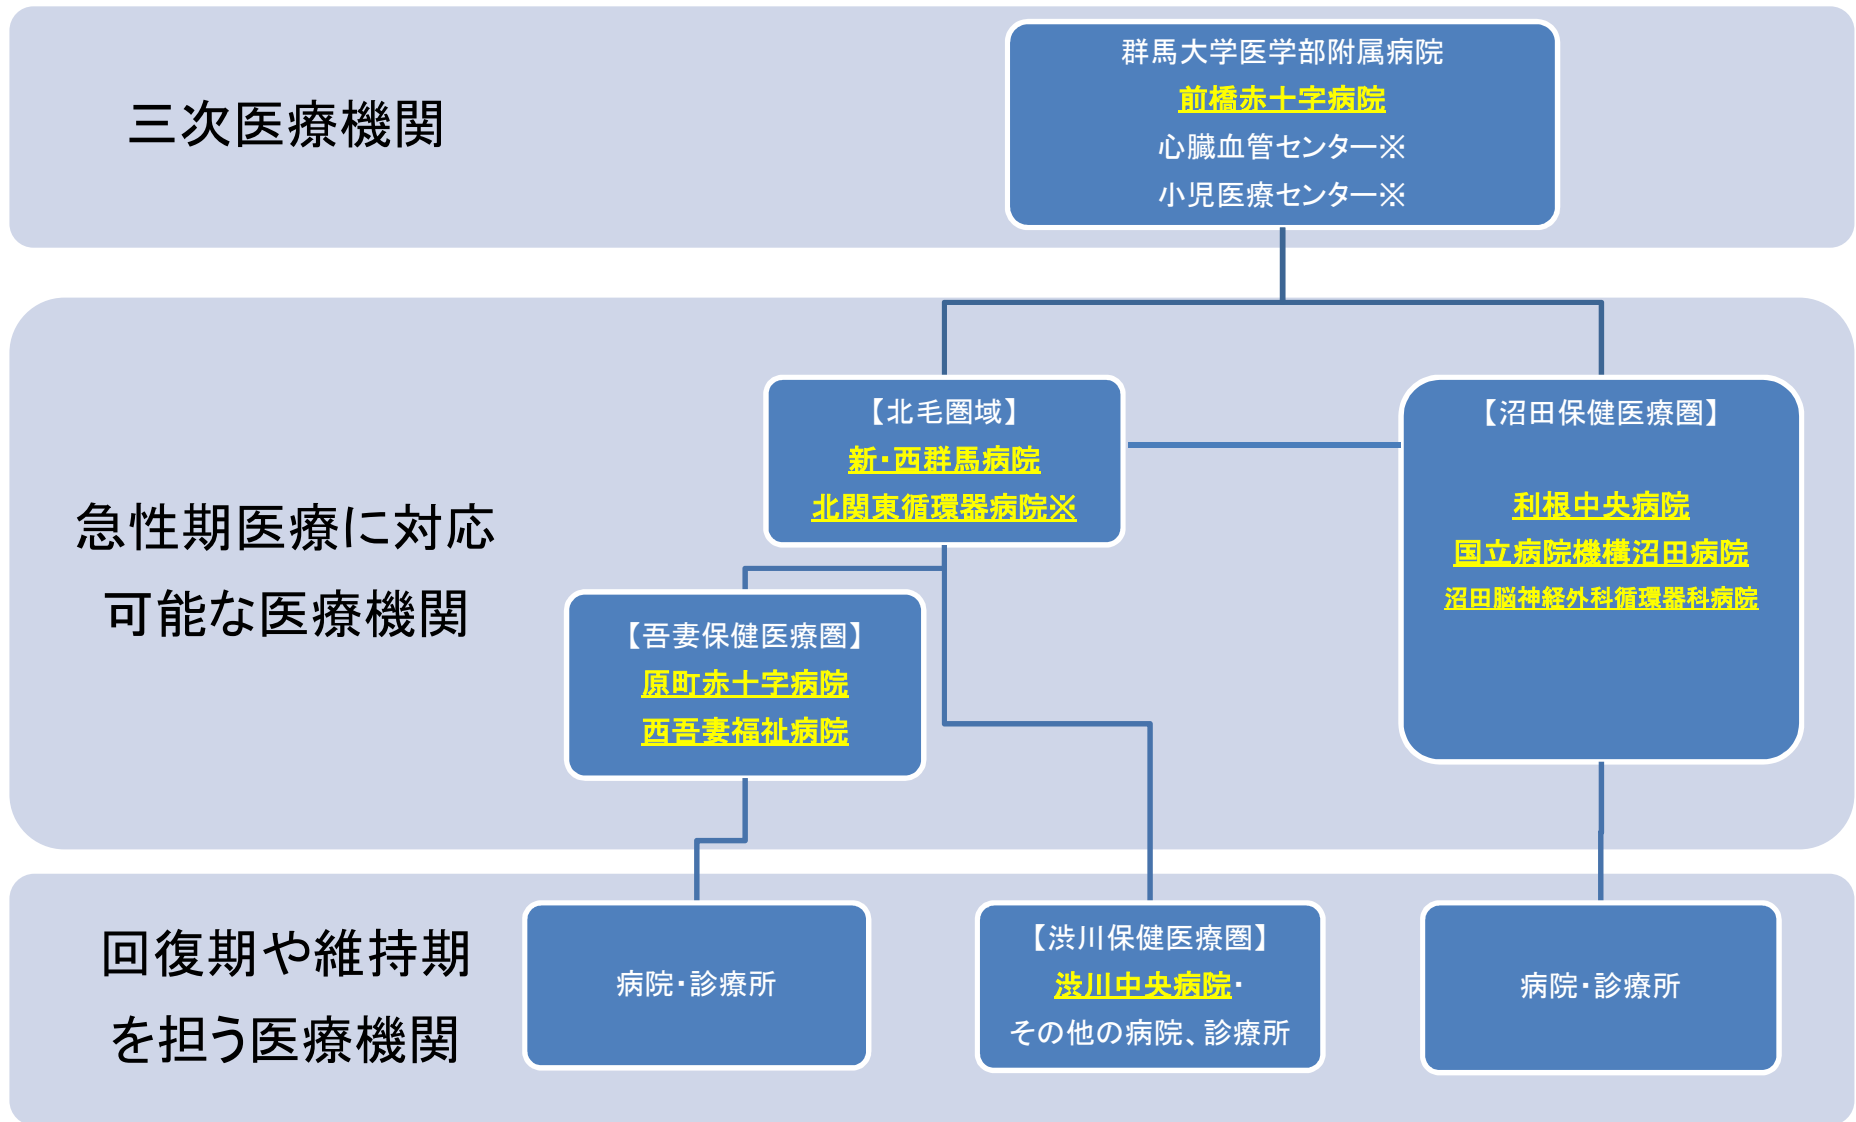 三次医療機関
群馬大学医学部附属病院
前橋赤十字病院
心臓血管センター※
小児医療センター※
急性期医療に対応
可能な医療機関
【北毛圏域】
新・西群馬病院
北関東循環器病院※
【沼田保健医療圏】
利根中央病院
国立病院機構沼田病院
沼田脳神経外科循環器科病院
【吾妻保健医療圏】
原町赤十字病院
西吾妻福祉病院
回復期や維持期
を担う医療機関
病院・診療所
【渋川保健医療圏】
渋川中央病院・
その他の病院、診療所
病院・診療所